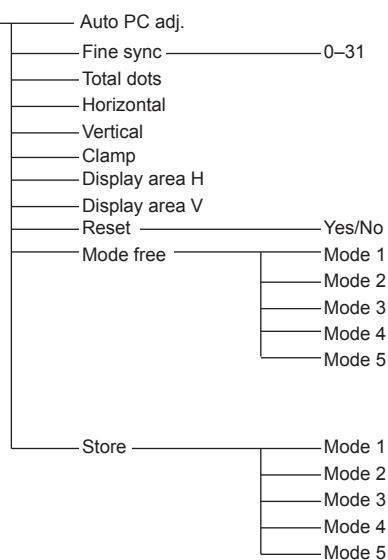 Auto PC adj.
Fine sync 0–31
Total dots
Horizontal
Vertical
Clamp
Display area H
Display area V
Reset Yes/No
Mode free Mode 1
Mode 2
Mode 3
Mode 4
Mode 5
Store Mode 1
Mode 2
Mode 3
Mode 4
Mode 5